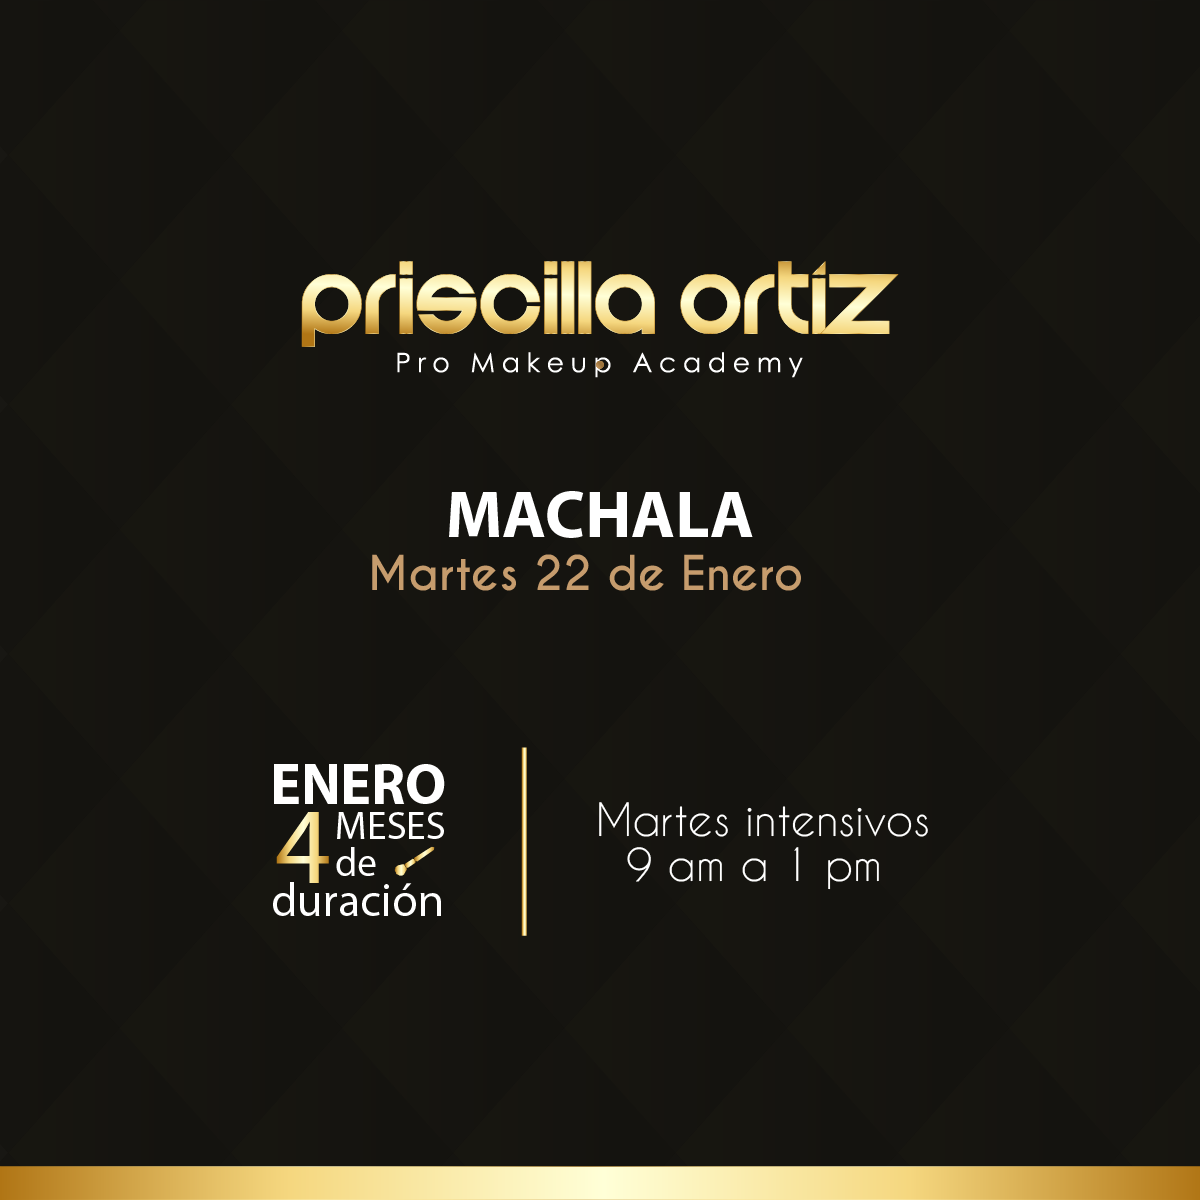 priscilla ortiz
Pro Makeup Academy
MACHALA
Martes 22 de Enero
ENERO
4 MESES
de
duración
Martes intensivos
9 am a 1 pm